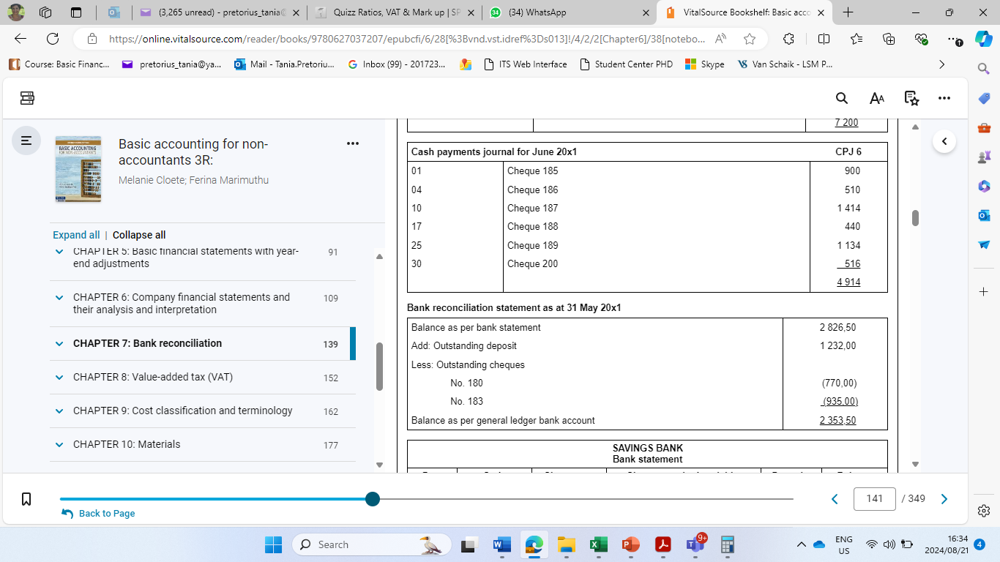 (3,265 unread) - pretorius_tania@
Quizz Ratios, VAT & Mark up | SP
34
(34) WhatsApp
VitalSource Bookshelf: Basic acco
https://online.vitalsource.com/reader/books/9780627037207/epubcfi/6/28[%3Bvnd.vst.idref%3Ds013]!/4/2/2[Chapter6]/38[notebo...
Course: Basic Financ...
pretorius_tania@ya...
Mail - Tania.Pretoriu...
Inbox (99) - 201723...
ITS Web Interface
Student Center PHD
Skype
Van Schaik - LSM P...
BASIC ACCOUNTING
FOR NON-ACCOUNTANTS
Basic accounting for non-
accountants 3R:
Melanie Cloete; Ferina Marimuthu
Expand all | Collapse all
CHAPTER 5: Basic financial statements with year-
end adjustments 91
CHAPTER 6: Company financial statements and
their analysis and interpretation 109
CHAPTER 7: Bank reconciliation 139
CHAPTER 8: Value-added tax (VAT) 152
CHAPTER 9: Cost classification and terminology 162
CHAPTER 10: Materials 177
7 200
Cash payments journal for June 20x1 CPJ 6
01 Cheque 185 900
04 Cheque 186 510
10 Cheque 187 1 414
17 Cheque 188 440
25 Cheque 189 1 134
30 Cheque 200 516
4 914
Bank reconciliation statement as at 31 May 20x1
Balance as per bank statement 2 826,50
Add: Outstanding deposit 1 232,00
Less: Outstanding cheques
No. 180 (770,00)
No. 183 (935.00)
Balance as per general ledger bank account 2 353,50
SAVINGS BANK
Bank statement
Back to Page
141 / 349
Search
9+
ENG
US
16:34
2024/08/21
4